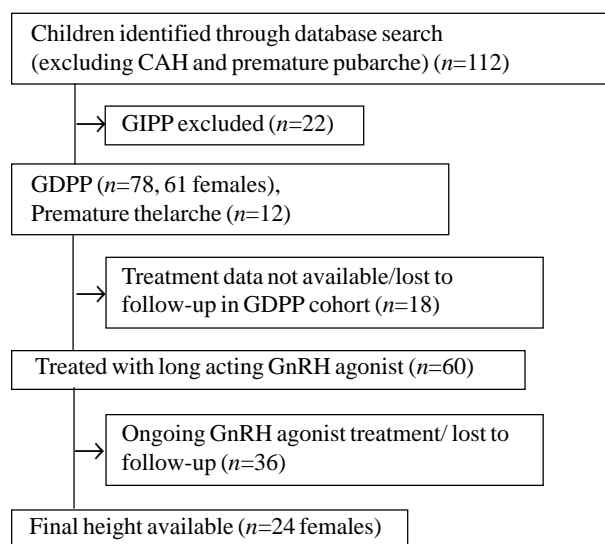 Children identified through database search
(excluding CAH and premature pubarche) (n=112)
GIPP excluded (n=22)
GDPP (n=78, 61 females),
Premature thelarche (n=12)
Treatment data not available/lost to
follow-up in GDPP cohort (n=18)
Treated with long acting GnRH agonist (n=60)
Ongoing GnRH agonist treatment/ lost to
follow-up (n=36)
Final height available (n=24 females)